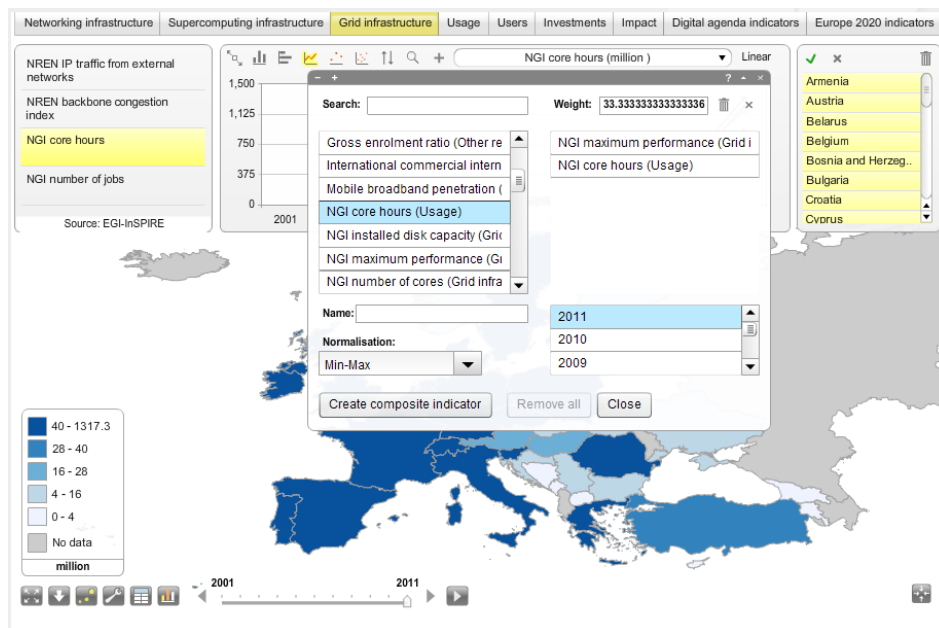 Networking infrastructure Supercomputing infrastructure Grid infrastructure Usage Users Investments Impact Digital agenda indicators Europe 2020 indicators
NREN IP traffic from external
networks
NREN backbone congestion
index
NGI core hours
NGI number of jobs
Source: EGI-InSPIRE
NGI core hours (million )
Linear
1,500
1,125
750
375
0
2001
Search:
Weight: 33.333333333333336
Gross enrolment ratio (Other re
International commercial intern
Mobile broadband penetration (
NGI core hours (Usage)
NGI installed disk capacity (Gric
NGI maximum performance (Gr
NGI number of cores (Grid infra
NGI maximum performance (Grid i
NGI core hours (Usage)
Name:
Normalisation:
Min-Max
2011
2010
2009
Create composite indicator
Remove all
Close
Armenia
Austria
Belarus
Belgium
Bosnia and Herzeg..
Bulgaria
Croatia
Cyprus
40 - 1317.3
28 - 40
16 - 28
4 - 16
0 - 4
No data
million
2001
2011